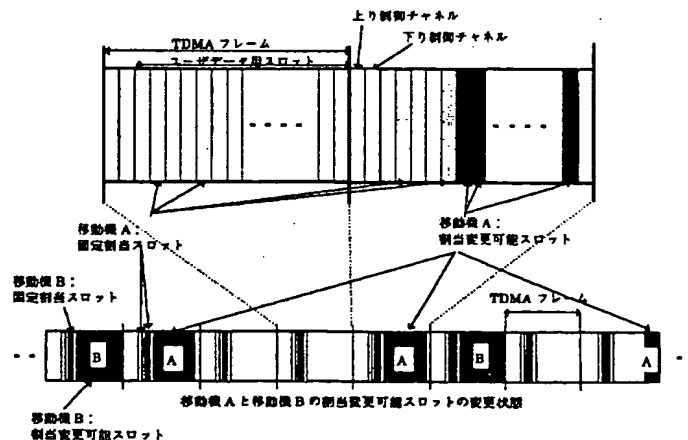 上り制御チャネル
下り制御チャネル
TDMA フレーム
ユーザデータ用スロット
移動機 A：
固定割当スロット
移動機 A：
割当変更可能スロット
移動機 B：
固定割当スロット
TDMA フレーム
B
A
A
B
A
移動機 A と移動機 B の割当変更可能スロットの変更状態
移動機 B：
割当変更可能スロット